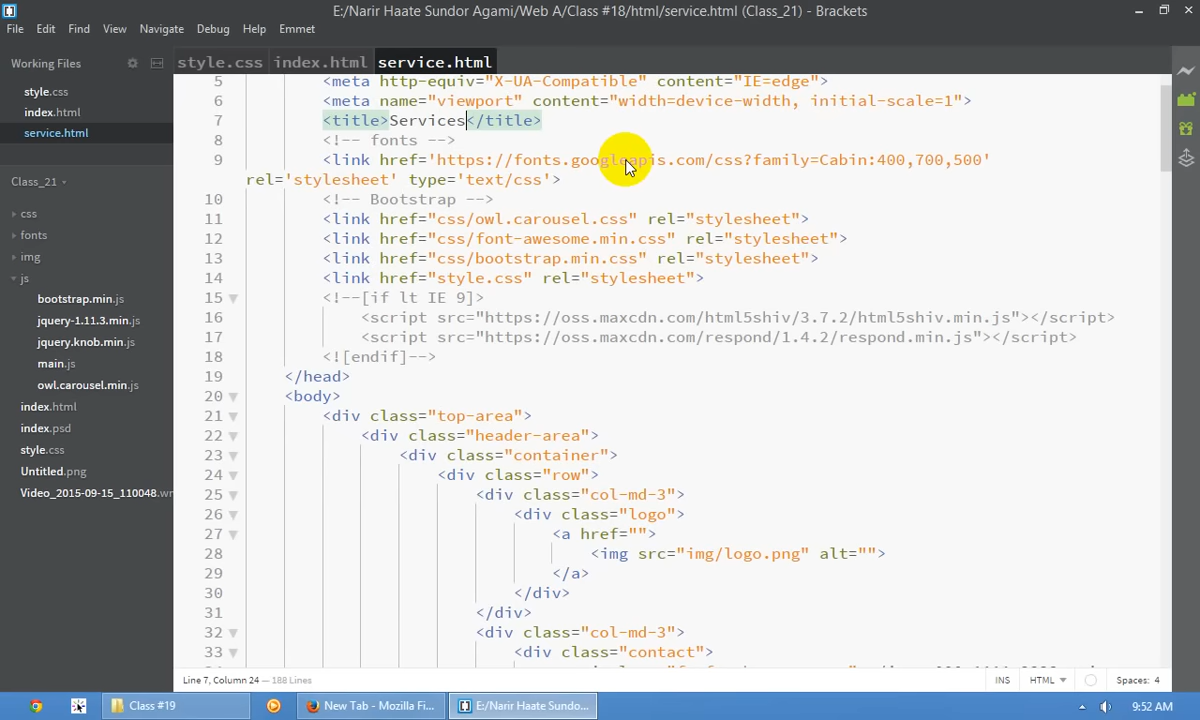 E:/Narir Haate Sundor Agami/Web A/Class #18/html/service.html (Class_21) - Brackets
File Edit Find View Navigate Debug Help Emmet
Working Files
style.css
index.html
service.html
Class_21
css
fonts
img
js
bootstrap.min.js
jquery-1.11.3.min.js
jquery.knob.min.js
main.js
owl.carousel.min.js
index.html
index.psd
style.css
Untitled.png
Video_2015-09-15_110048.wr
style.css index.html service.html
5 <meta http-equiv="X-UA-Compatible" content="IE=edge">
6 <meta name="viewport" content="width=device-width, initial-scale=1">
7 <title>Services</title>
8 <!-- fonts -->
9 <link href='https://fonts.googleapis.com/css?family=Cabin:400,700,500'
rel='stylesheet' type='text/css'>
10 <!-- Bootstrap -->
11 <link href="css/owl.carousel.css" rel="stylesheet">
12 <link href="css/font-awesome.min.css" rel="stylesheet">
13 <link href="css/bootstrap.min.css" rel="stylesheet">
14 <link href="style.css" rel="stylesheet">
15 <!--[if lt IE 9]>
16 <script src="https://oss.maxcdn.com/html5shiv/3.7.2/html5shiv.min.js"></script>
17 <script src="https://oss.maxcdn.com/respond/1.4.2/respond.min.js"></script>
18 <![endif]-->
19 </head>
20 <body>
21 <div class="top-area">
22 <div class="header-area">
23 <div class="container">
24 <div class="row">
25 <div class="col-md-3">
26 <div class="logo">
27 <a href="">
28 <img src="img/logo.png" alt="">
29 </a>
30 </div>
31 </div>
32 <div class="col-md-3">
33 <div class="contact">
Line 7, Column 24 — 188 Lines
INS HTML Spaces: 4
Class #19
New Tab - Mozilla Fi...
E:/Narir Haate Sundo...
9:52 AM